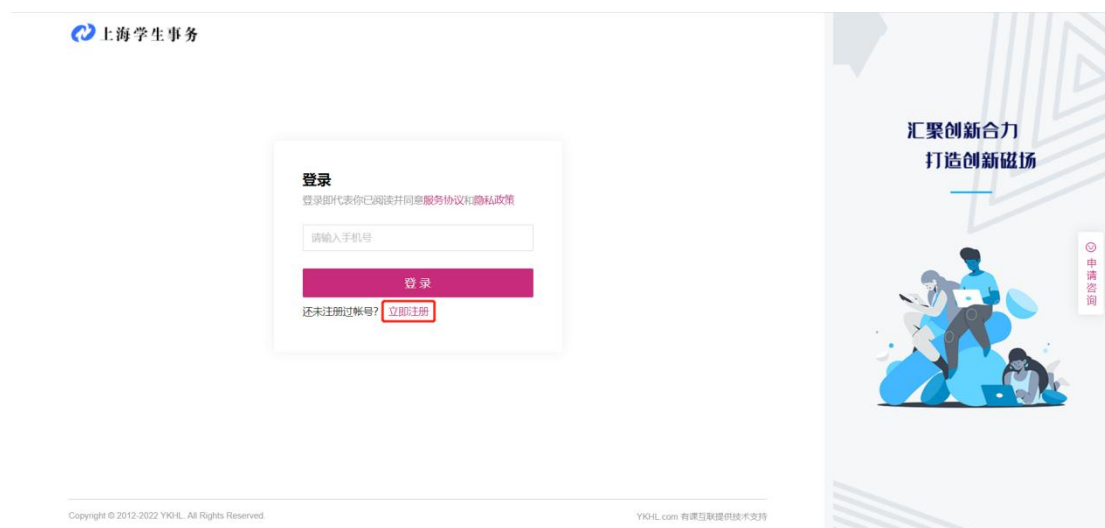 上海学生事务
登录
登录即代表你已阅读并同意服务协议和隐私政策
请输入手机号
登 录
还未注册过帐号? 立即注册
汇聚创新合力
打造创新磁场
申请咨询
Copyright © 2012-2022 YKHL. All Rights Reserved.
YKHL.com 有课互联提供技术支持